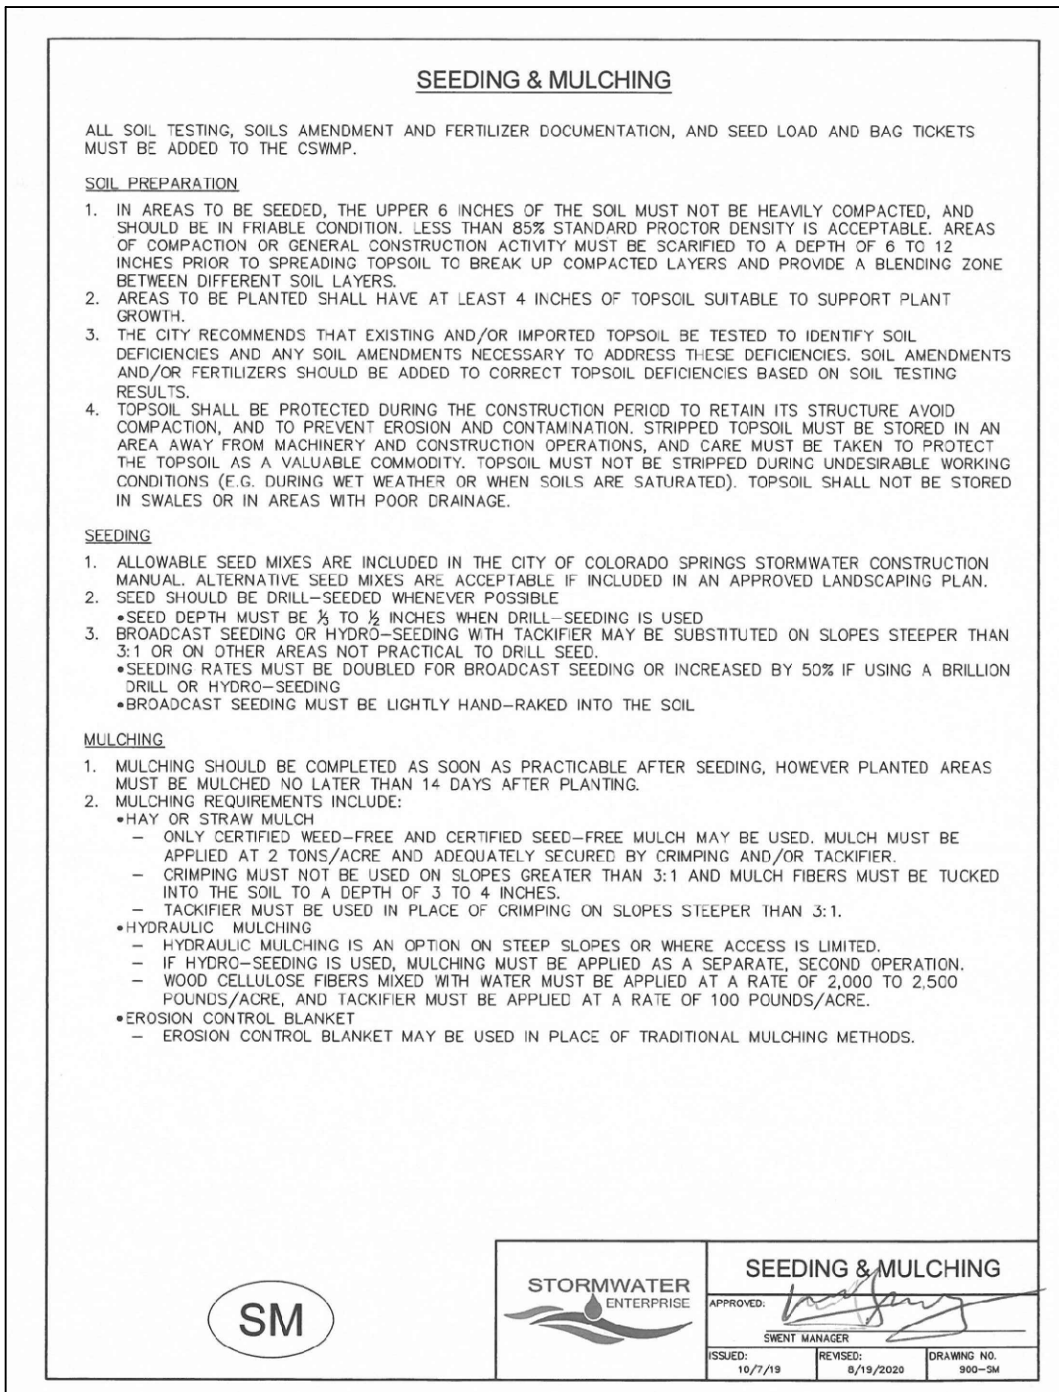 SEEDING & MULCHING
ALL SOIL TESTING, SOILS AMENDMENT AND FERTILIZER DOCUMENTATION, AND SEED LOAD AND BAG TICKETS
MUST BE ADDED TO THE CSWMP.
SOIL PREPARATION
1. IN AREAS TO BE SEEDED, THE UPPER 6 INCHES OF THE SOIL MUST NOT BE HEAVILY COMPACTED, AND
SHOULD BE IN FRIABLE CONDITION. LESS THAN 85% STANDARD PROCTOR DENSITY IS ACCEPTABLE. AREAS
OF COMPACTION OR GENERAL CONSTRUCTION ACTIVITY MUST BE SCARIFIED TO A DEPTH OF 6 TO 12
INCHES PRIOR TO SPREADING TOPSOIL TO BREAK UP COMPACTED LAYERS AND PROVIDE A BLENDING ZONE
BETWEEN DIFFERENT SOIL LAYERS.
2. AREAS TO BE PLANTED SHALL HAVE AT LEAST 4 INCHES OF TOPSOIL SUITABLE TO SUPPORT PLANT
GROWTH.
3. THE CITY RECOMMENDS THAT EXISTING AND/OR IMPORTED TOPSOIL BE TESTED TO IDENTIFY SOIL
DEFICIENCIES AND ANY SOIL AMENDMENTS NECESSARY TO ADDRESS THESE DEFICIENCIES. SOIL AMENDMENTS
AND/OR FERTILIZERS SHOULD BE ADDED TO CORRECT TOPSOIL DEFICIENCIES BASED ON SOIL TESTING
RESULTS.
4. TOPSOIL SHALL BE PROTECTED DURING THE CONSTRUCTION PERIOD TO RETAIN ITS STRUCTURE AVOID
COMPACTION, AND TO PREVENT EROSION AND CONTAMINATION. STRIPPED TOPSOIL MUST BE STORED IN AN
AREA AWAY FROM MACHINERY AND CONSTRUCTION OPERATIONS, AND CARE MUST BE TAKEN TO PROTECT
THE TOPSOIL AS A VALUABLE COMMODITY. TOPSOIL MUST NOT BE STRIPPED DURING UNDESIRABLE WORKING
CONDITIONS (E.G. DURING WET WEATHER OR WHEN SOILS ARE SATURATED). TOPSOIL SHALL NOT BE STORED
IN SWALES OR IN AREAS WITH POOR DRAINAGE.
SEEDING
1. ALLOWABLE SEED MIXES ARE INCLUDED IN THE CITY OF COLORADO SPRINGS STORMWATER CONSTRUCTION
MANUAL. ALTERNATIVE SEED MIXES ARE ACCEPTABLE IF INCLUDED IN AN APPROVED LANDSCAPING PLAN.
2. SEED SHOULD BE DRILL-SEEDED WHENEVER POSSIBLE
•SEED DEPTH MUST BE ⅓ TO ½ INCHES WHEN DRILL-SEEDING IS USED
3. BROADCAST SEEDING OR HYDRO-SEEDING WITH TACKIFIER MAY BE SUBSTITUTED ON SLOPES STEEPER THAN
3:1 OR ON OTHER AREAS NOT PRACTICAL TO DRILL SEED.
•SEEDING RATES MUST BE DOUBLED FOR BROADCAST SEEDING OR INCREASED BY 50% IF USING A BRILLION
DRILL OR HYDRO-SEEDING
•BROADCAST SEEDING MUST BE LIGHTLY HAND-RAKED INTO THE SOIL
MULCHING
1. MULCHING SHOULD BE COMPLETED AS SOON AS PRACTICABLE AFTER SEEDING, HOWEVER PLANTED AREAS
MUST BE MULCHED NO LATER THAN 14 DAYS AFTER PLANTING.
2. MULCHING REQUIREMENTS INCLUDE:
•HAY OR STRAW MULCH
– ONLY CERTIFIED WEED-FREE AND CERTIFIED SEED-FREE MULCH MAY BE USED. MULCH MUST BE
APPLIED AT 2 TONS/ACRE AND ADEQUATELY SECURED BY CRIMPING AND/OR TACKIFIER.
– CRIMPING MUST NOT BE USED ON SLOPES GREATER THAN 3:1 AND MULCH FIBERS MUST BE TUCKED
INTO THE SOIL TO A DEPTH OF 3 TO 4 INCHES.
– TACKIFIER MUST BE USED IN PLACE OF CRIMPING ON SLOPES STEEPER THAN 3:1.
•HYDRAULIC MULCHING
– HYDRAULIC MULCHING IS AN OPTION ON STEEP SLOPES OR WHERE ACCESS IS LIMITED.
– IF HYDRO-SEEDING IS USED, MULCHING MUST BE APPLIED AS A SEPARATE, SECOND OPERATION.
– WOOD CELLULOSE FIBERS MIXED WITH WATER MUST BE APPLIED AT A RATE OF 2,000 TO 2,500
POUNDS/ACRE, AND TACKIFIER MUST BE APPLIED AT A RATE OF 100 POUNDS/ACRE.
•EROSION CONTROL BLANKET
– EROSION CONTROL BLANKET MAY BE USED IN PLACE OF TRADITIONAL MULCHING METHODS.
SM
STORMWATER
ENTERPRISE
SEEDING & MULCHING
APPROVED:
SWENT MANAGER
ISSUED: REVISED: DRAWING NO.
10/7/19 8/19/2020 900-SM